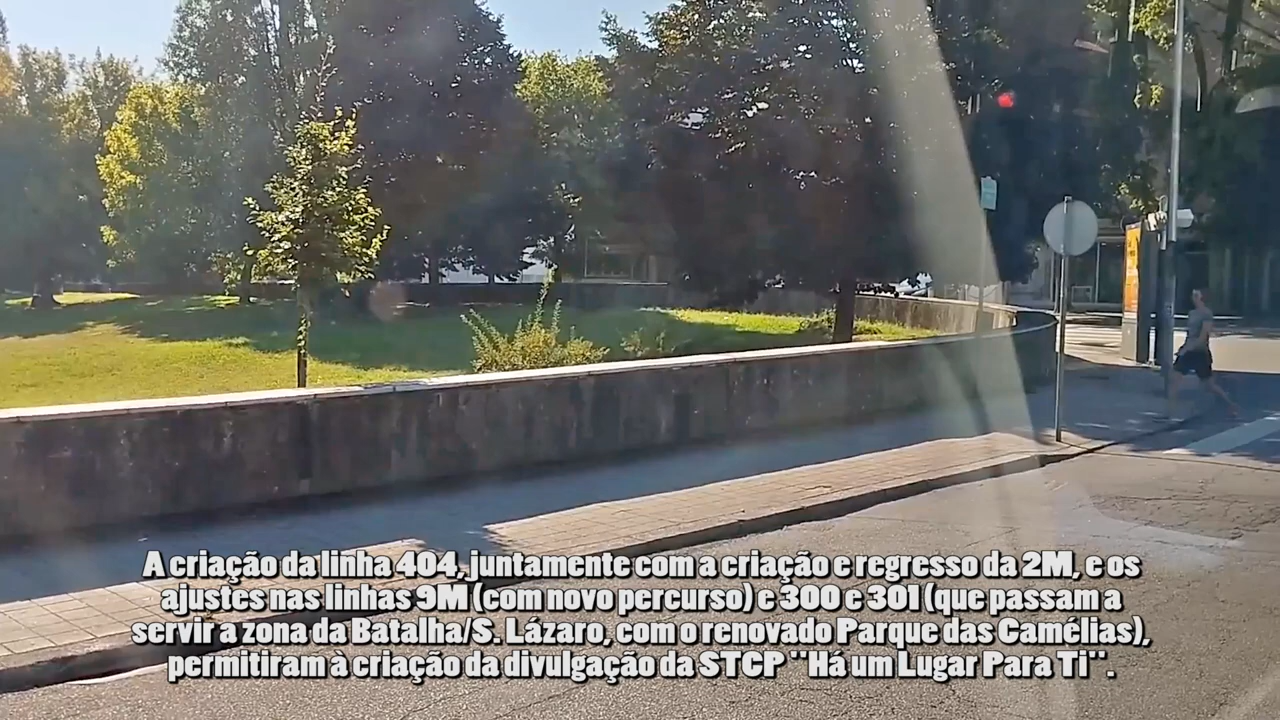 A criação da linha 404, juntamente com a criação e regresso da 2M, e os
ajustes nas linhas 9M (com novo percurso) e 300 e 301 (que passam a
servir a zona da Batalha/S. Lázaro, com o renovado Parque das Camélias),
permitiram à criação da divulgação da STCP "Há um Lugar Para Ti".